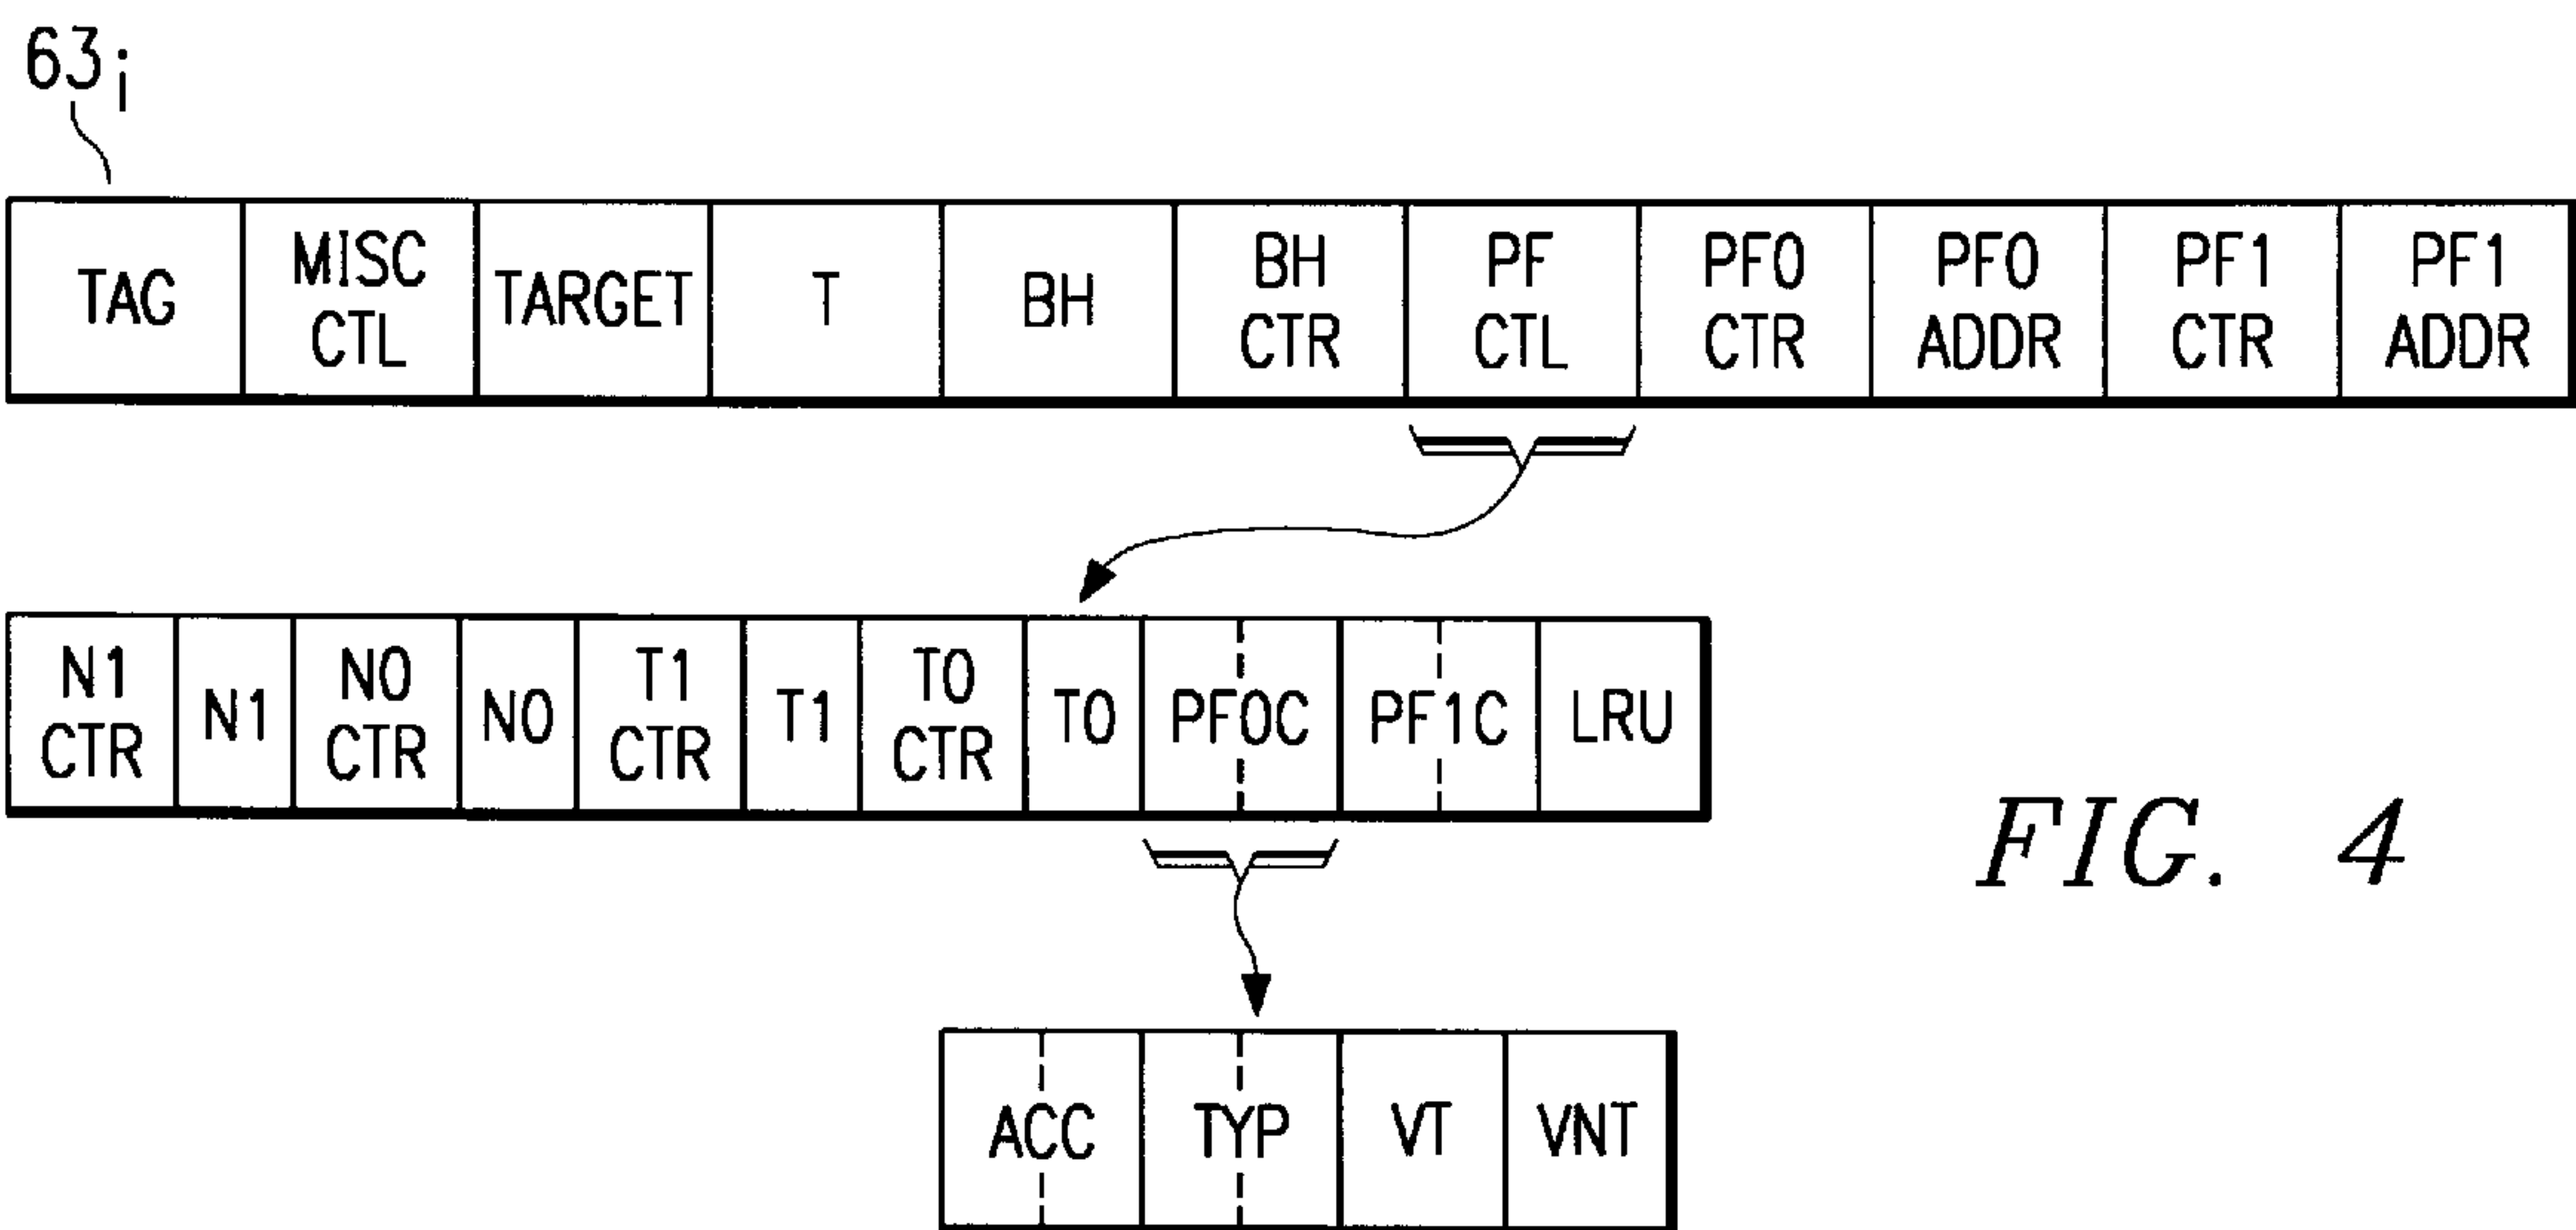 63i
TAG MISC CTL TARGET T BH BH CTR PF CTL PF0 CTR PF0 ADDR PF1 CTR PF1 ADDR
N1 CTR N1 N0 CTR N0 T1 CTR T1 T0 CTR T0 PF0C PF1C LRU
FIG. 4
ACC TYP VT VNT